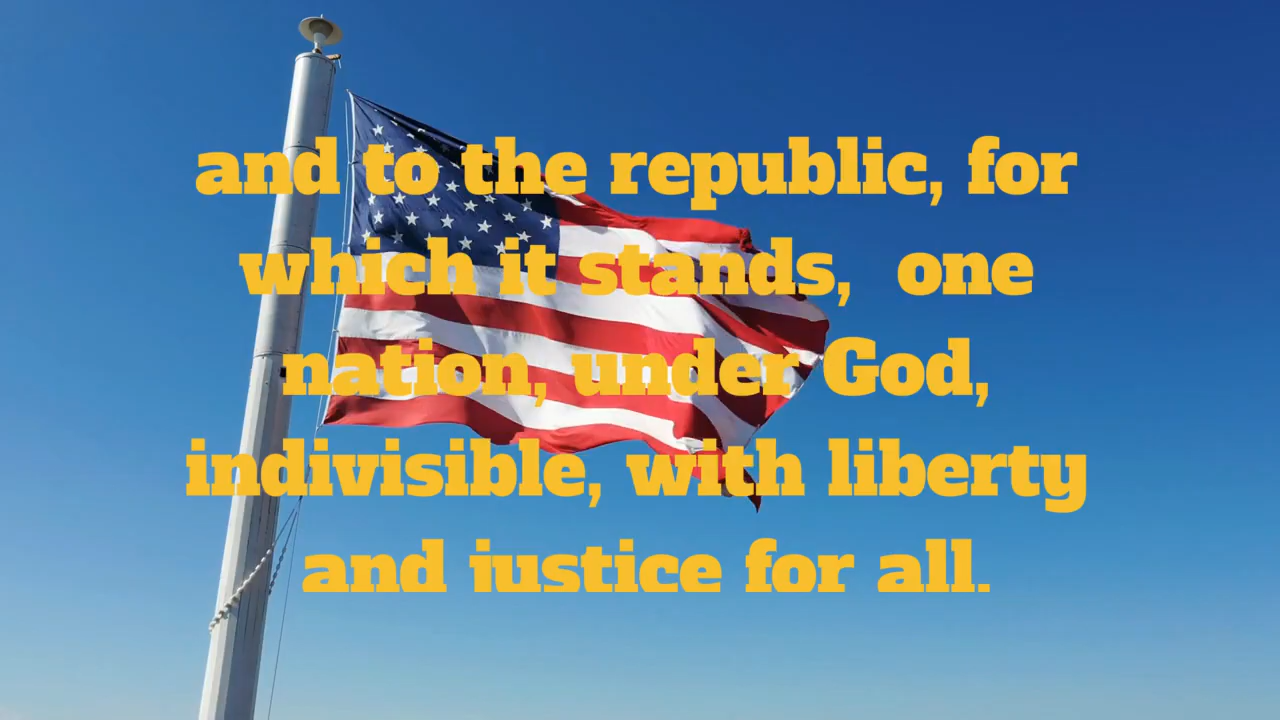 and to the republic, for
which it stands,  one
nation, under God,
indivisible, with liberty
and justice for all.